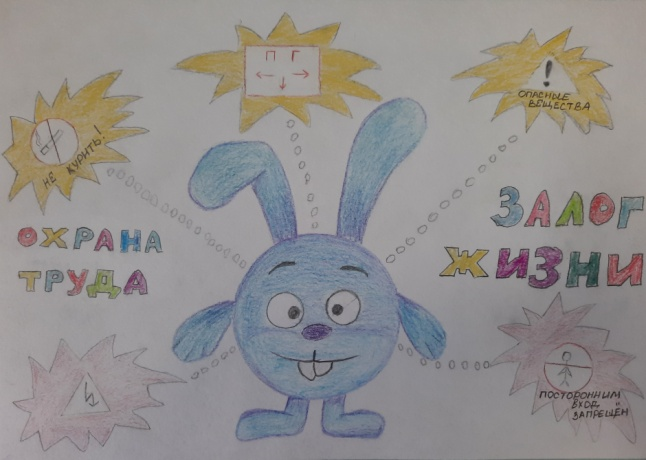 П Г
ОПАСНЫЕ
ВЕЩЕСТВА
НЕ КУРИТЬ!
ОХРАНА
ТРУДА
ЗАЛОГ
ЖИЗНИ
ПОСТОРОННИМ
ВХОД
ЗАПРЕЩЁН